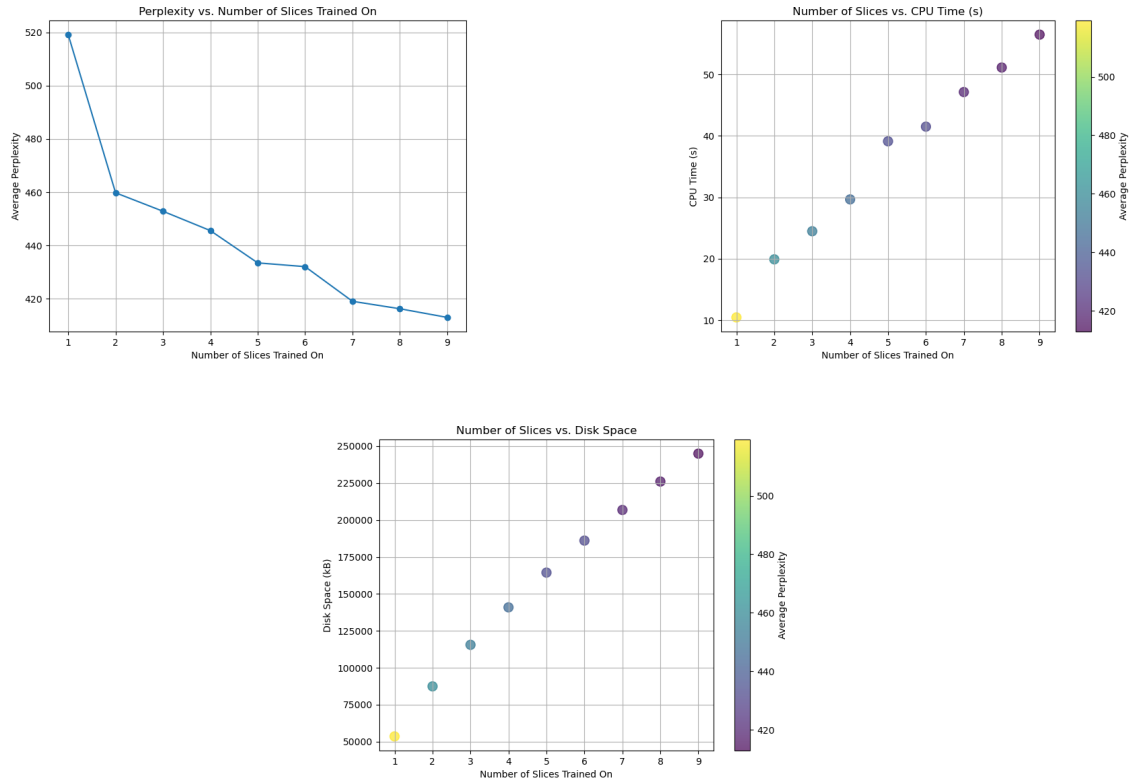 Perplexity vs. Number of Slices Trained On
520
500
480
460
440
420
Average Perplexity
1 2 3 4 5 6 7 8 9
Number of Slices Trained On
Number of Slices vs. CPU Time (s)
50
40
30
20
10
CPU Time (s)
1 2 3 4 5 6 7 8 9
Number of Slices Trained On
500
480
460
440
420
Average Perplexity
Number of Slices vs. Disk Space
250000
225000
200000
175000
150000
125000
100000
75000
50000
Disk Space (kB)
1 2 3 4 5 6 7 8 9
Number of Slices Trained On
500
480
460
440
420
Average Perplexity